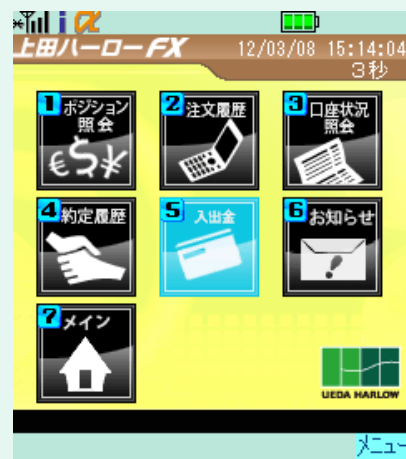 i α
上田ハーローFX 12/03/08 15:14:04
3秒
1 ポジション照会
2 注文履歴
3 口座状況照会
€$¥
4 約定履歴
5 入出金
6 お知らせ
7 メイン
UEDA HARLOW
メニュー